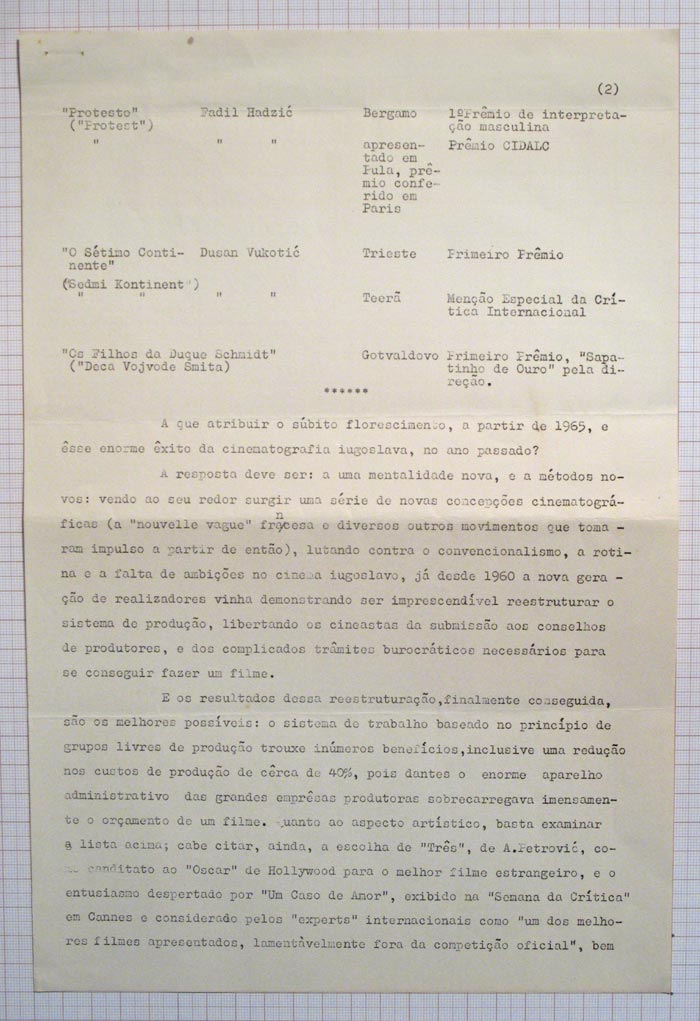 (2)
"Protesto" Fadil Hadzić Bergamo 1ºPrêmio de interpreta-
("Protest") ção masculina
" " " apresen- Prêmio CIDALC
tado em
Pula, prê-
mio confe-
rido em
Paris
"O Sétimo Conti- Dusan Vukotić Trieste Primeiro Prêmio
nente"
(Sedmi Kontinent")
" " " " Teerã Menção Especial da Crí-
tica Internacional
"Os Filhos da Duque Schmidt" Gotvaldovo Primeiro Prêmio, "Sapa-
("Deca Vojvode Smita) tinho de Ouro" pela di-
reção.
******
A que atribuir o súbito florescimento, a partir de 1965, e
êsse enorme êxito da cinematografia iugoslava, no ano passado?
A resposta deve ser: a uma mentalidade nova, e a métodos no-
vos: vendo ao seu redor surgir uma série de novas concepções cinematográ-
ficas (a "nouvelle vague" francesa e diversos outros movimentos que toma -
ram impulso a partir de então), lutando contra o convencionalismo, a roti-
na e a falta de ambições no cinema iugoslavo, já desde 1960 a nova gera -
ção de realizadores vinha demonstrando ser imprescendível reestruturar o
sistema de produção, libertando os cineastas da submissão aos conselhos
de produtores, e dos complicados trâmites burocráticos necessários para
se conseguir fazer um filme.
E os resultados dessa reestruturação,finalmente conseguida,
são os melhores possíveis: o sistema de trabalho baseado no princípio de
grupos livres de produção trouxe inúmeros benefícios,inclusive uma redução
nos custos de produção de cêrca de 40%, pois dantes o enorme aparelho
administrativo das grandes emprêsas produtoras sobrecarregava imensamen-
te o orçamento de um filme. Quanto ao aspecto artístico, basta examinar
a lista acima; cabe citar, ainda, a escolha de "Três", de A.Petrović, co-
mo canditato ao "Oscar" de Hollywood para o melhor filme estrangeiro, e o
entusiasmo despertado por "Um Caso de Amor", exibido na "Semana da Crítica"
em Cannes e considerado pelos "experts" internacionais como "um dos melho-
res filmes apresentados, lamentàvelmente fora da competição oficial", bem